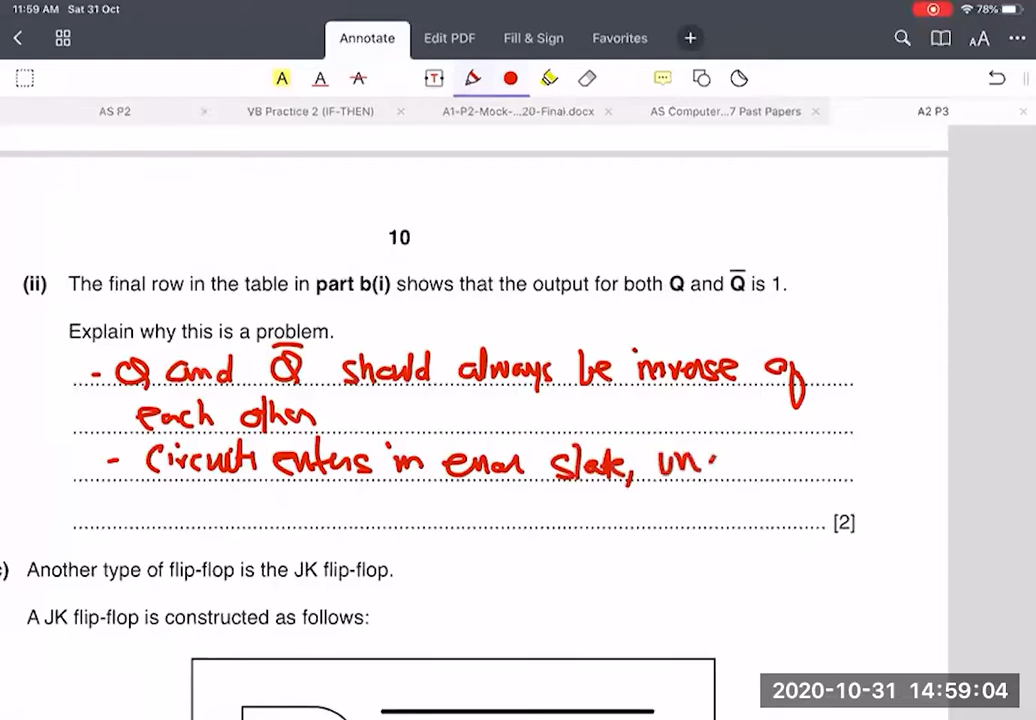 11:59 AM Sat 31 Oct
78%
Annotate Edit PDF Fill & Sign Favorites +
AA
A A A T
AS P2 × VB Practice 2 (IF-THEN) × A1-P2-Mock-...20-Final.docx × AS Computer...7 Past Papers × A2 P3 ×
10
(ii) The final row in the table in part b(i) shows that the output for both Q and Q̅ is 1.
Explain why this is a problem.
- Q and Q̅ should always be inverse of
each other
- Circuit enters in error state, un
[2]
c) Another type of flip-flop is the JK flip-flop.
A JK flip-flop is constructed as follows:
2020-10-31 14:59:04